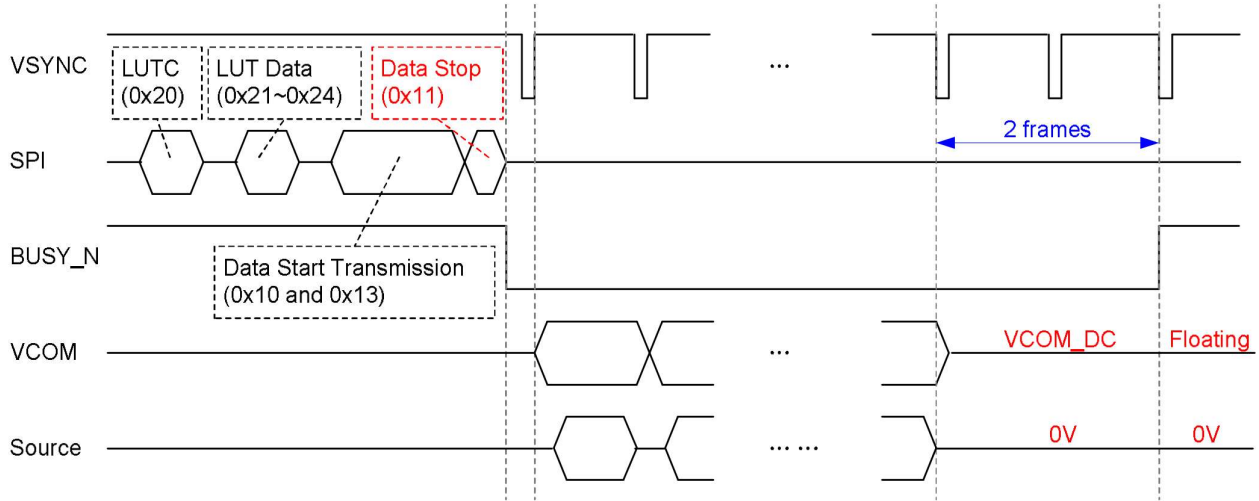 VSYNC
LUTC
(0x20)
LUT Data
(0x21~0x24)
Data Stop
(0x11)
...
2 frames
SPI
BUSY_N
Data Start Transmission
(0x10 and 0x13)
VCOM
...
VCOM_DC
Floating
Source
... ...
0V
0V